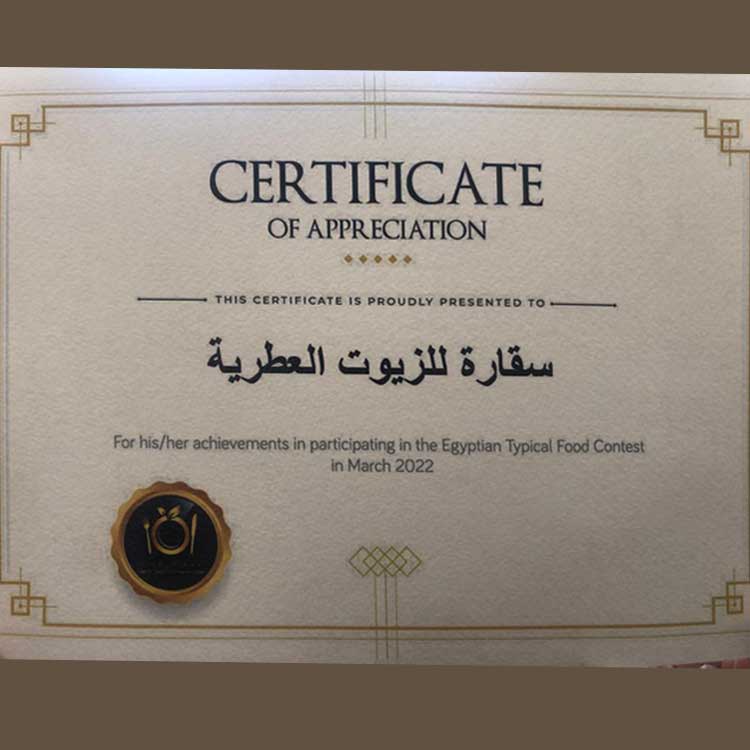 CERTIFICATE
OF APPRECIATION
THIS CERTIFICATE IS PROUDLY PRESENTED TO
سقارة للزيوت العطرية
For his/her achievements in participating in the Egyptian Typical Food Contest
in March 2022